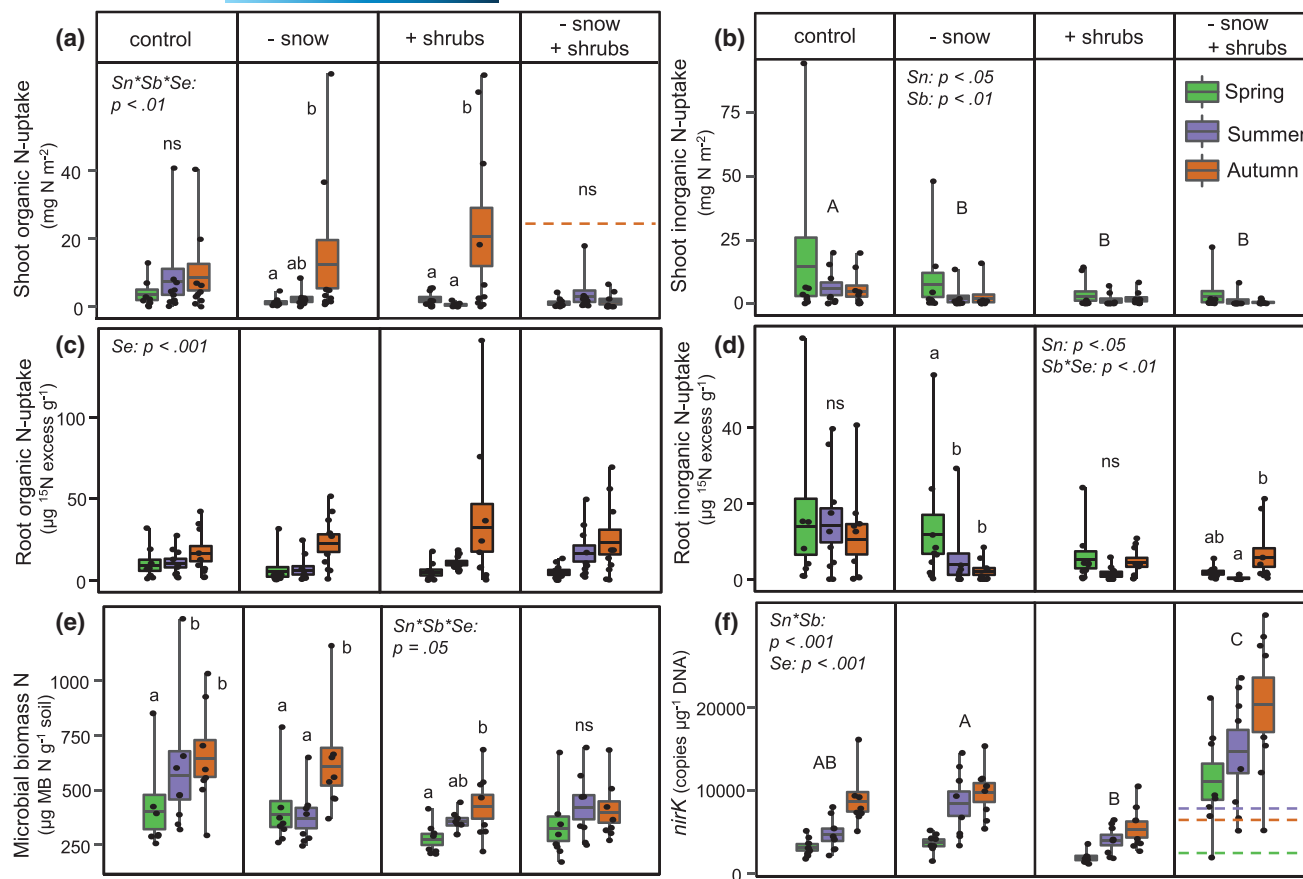 (a)
control
- snow
+ shrubs
- snow
+ shrubs
Shoot organic N-uptake
(mg N m⁻²)
40
20
0
Sn*Sb*Se:
p < .01
ns
a
ab
b
a
a
b
ns
(b)
control
- snow
+ shrubs
- snow
+ shrubs
Shoot inorganic N-uptake
(mg N m⁻²)
75
50
25
0
Sn: p < .05
Sb: p < .01
A
B
B
B
Spring
Summer
Autumn
(c)
Root organic N-uptake
(µg ¹⁵N excess g⁻¹)
100
50
0
Se: p < .001
(d)
Root inorganic N-uptake
(µg ¹⁵N excess g⁻¹)
40
20
0
Sn: p < .05
Sb*Se: p < .01
ns
a
b
b
ns
ab
a
b
(e)
Microbial biomass N
(µg MB N g⁻¹ soil)
1000
750
500
250
Sn*Sb*Se:
p = .05
a
b
b
a
a
b
a
ab
b
ns
(f)
nirK (copies µg⁻¹ DNA)
20000
10000
0
Sn*Sb:
p < .001
Se: p < .001
AB
A
B
C